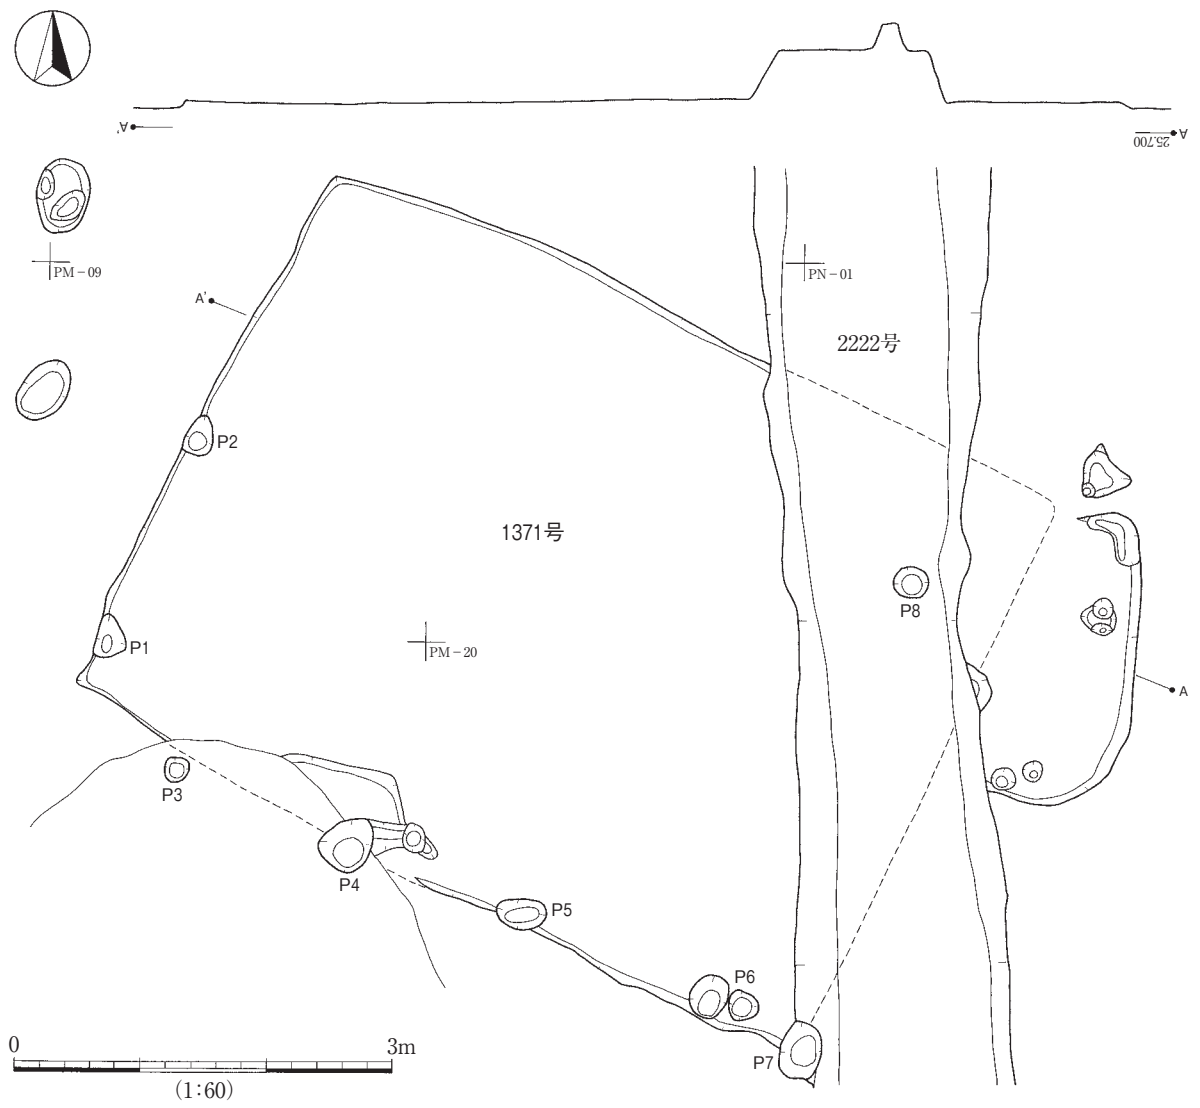 A'
A
25.700
PM-09
PN-01
A'
2222号
P2
1371号
P8
P1
PM-20
A
P3
P4
P5
P6
P7
0
3m
(1:60)